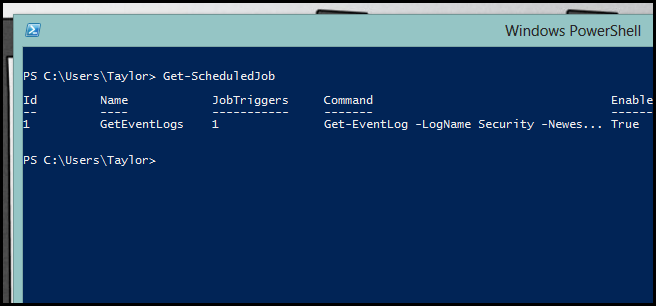 Windows PowerShell
PS C:\Users\Taylor> Get-ScheduledJob
Id Name JobTriggers Command Enable
-- ---- ----------- ------- ------
1 GetEventLogs 1 Get-EventLog -LogName Security -Newes... True
PS C:\Users\Taylor>